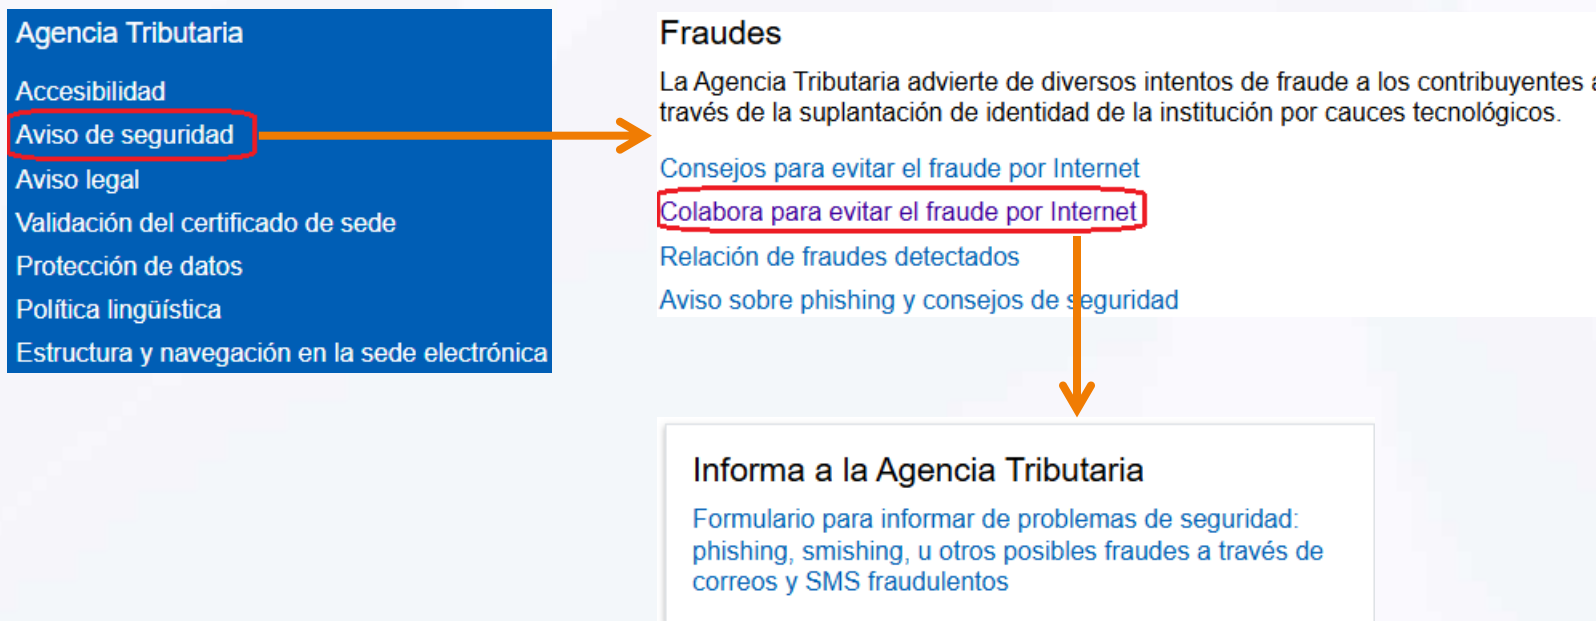 Agencia Tributaria
Accesibilidad
Aviso de seguridad
Aviso legal
Validación del certificado de sede
Protección de datos
Política lingüística
Estructura y navegación en la sede electrónica
Fraudes
La Agencia Tributaria advierte de diversos intentos de fraude a los contribuyentes a
través de la suplantación de identidad de la institución por cauces tecnológicos.
Consejos para evitar el fraude por Internet
Colabora para evitar el fraude por Internet
Relación de fraudes detectados
Aviso sobre phishing y consejos de seguridad
Informa a la Agencia Tributaria
Formulario para informar de problemas de seguridad:
phishing, smishing, u otros posibles fraudes a través de
correos y SMS fraudulentos